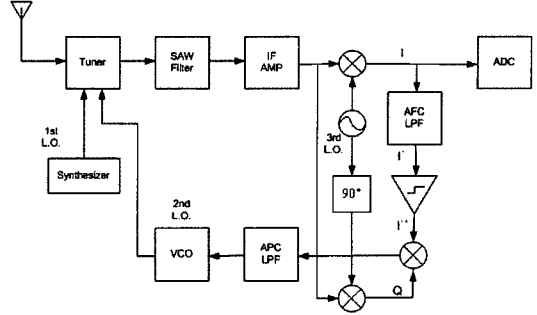 Tuner
SAW
Filter
IF
AMP
I
ADC
AFC
LPF
1st
L.O.
3rd
L.O.
I'
Synthesizer
90°
2nd
L.O.
I''
VCO
APC
LPF
Q